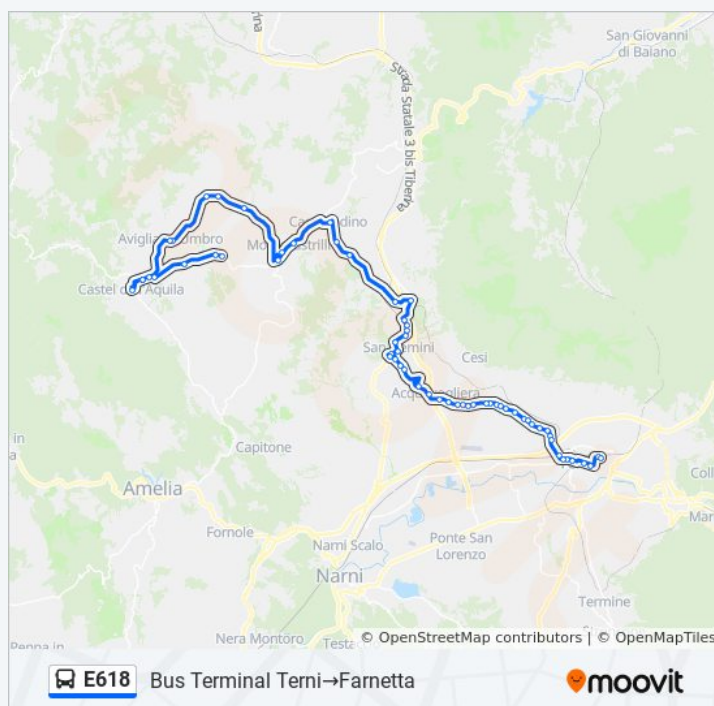 San Giovanni
di Baiano
Strada Statale 3 bis Tiberina
Castel dell'Aquila
Cesi
Capitone
Amelia
Fornole
Narni Scalo
Ponte San
Lorenzo
Narni
Termine
Nera Montoro
© OpenStreetMap contributors | © OpenMapTiles
E618 Bus Terminal Terni→Farnetta
moovit